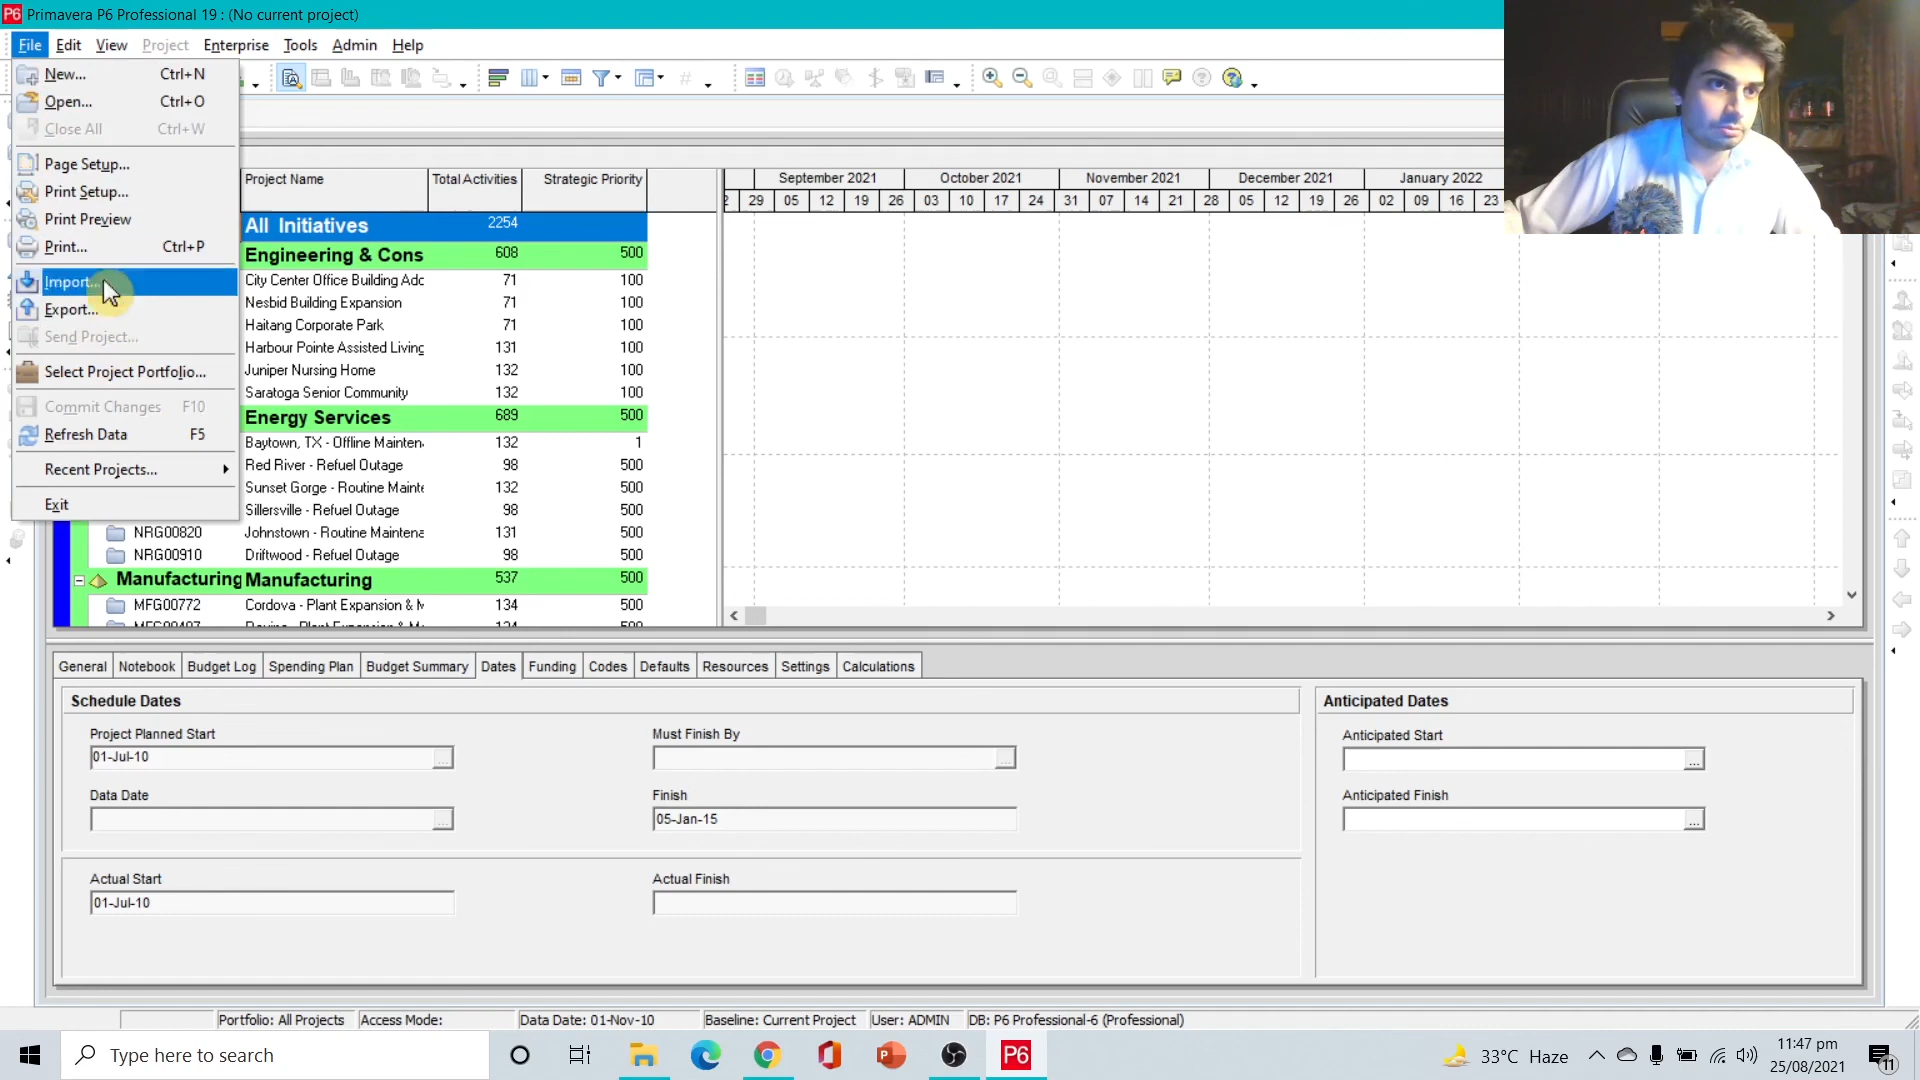 P6 Primavera P6 Professional 19 : (No current project)
File Edit View Project Enterprise Tools Admin Help
New... Ctrl+N
Open... Ctrl+O
Close All Ctrl+W
Page Setup...
Print Setup...
Print Preview
Print... Ctrl+P
Import...
Export...
Send Project...
Select Project Portfolio...
Commit Changes F10
Refresh Data F5
Recent Projects...
Exit
Project Name Total Activities Strategic Priority
All Initiatives 2254
Engineering & Cons 608 500
City Center Office Building Adc 71 100
Nesbid Building Expansion 71 100
Haitang Corporate Park 71 100
Harbour Pointe Assisted Living 131 100
Juniper Nursing Home 132 100
Saratoga Senior Community 132 100
Energy Services 689 500
Baytown, TX - Offline Mainten 132 1
Red River - Refuel Outage 98 500
Sunset Gorge - Routine Mainte 132 500
Sillersville - Refuel Outage 98 500
NRG00820 Johnstown - Routine Maintena 131 500
NRG00910 Driftwood - Refuel Outage 98 500
Manufacturing Manufacturing 537 500
MFG00772 Cordova - Plant Expansion & M 134 500
September 2021 October 2021 November 2021 December 2021 January 2022
29 05 12 19 26 03 10 17 24 31 07 14 21 28 05 12 19 26 02 09 16 23
General Notebook Budget Log Spending Plan Budget Summary Dates Funding Codes Defaults Resources Settings Calculations
Schedule Dates
Project Planned Start Must Finish By
01-Jul-10
Data Date Finish
05-Jan-15
Actual Start Actual Finish
01-Jul-10
Anticipated Dates
Anticipated Start
Anticipated Finish
Portfolio: All Projects Access Mode: Data Date: 01-Nov-10 Baseline: Current Project User: ADMIN DB: P6 Professional-6 (Professional)
Type here to search
P6
33°C Haze
11:47 pm
25/08/2021
11